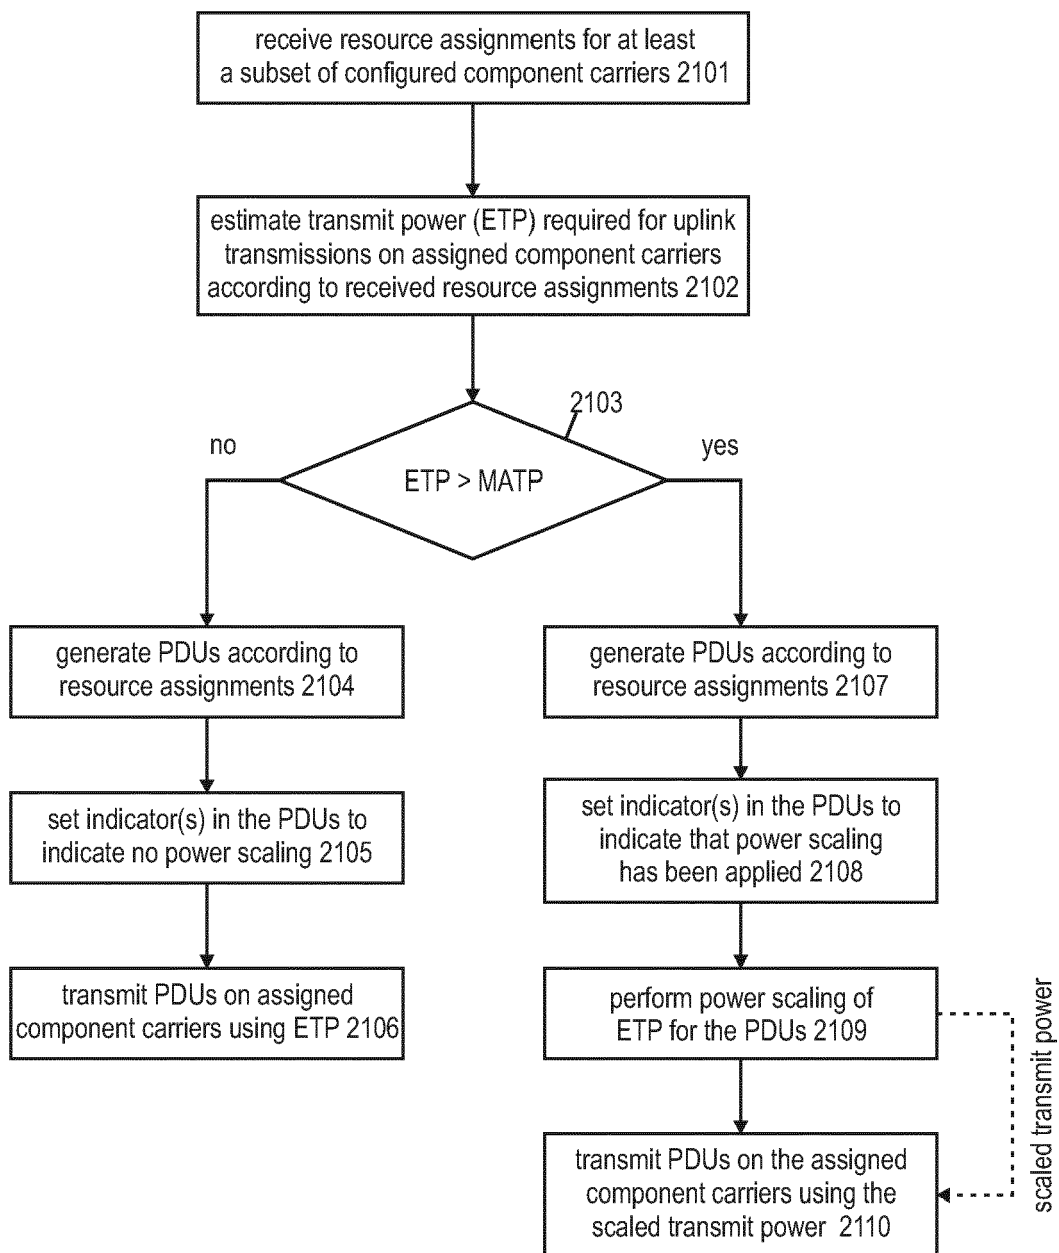 receive resource assignments for at least
a subset of configured component carriers 2101
estimate transmit power (ETP) required for uplink
transmissions on assigned component carriers
according to received resource assignments 2102
2103
no
yes
ETP > MATP
generate PDUs according to
resource assignments 2104
generate PDUs according to
resource assignments 2107
set indicator(s) in the PDUs to
indicate no power scaling 2105
set indicator(s) in the PDUs to
indicate that power scaling
has been applied 2108
transmit PDUs on assigned
component carriers using ETP 2106
perform power scaling of
ETP for the PDUs 2109
scaled transmit power
transmit PDUs on the assigned
component carriers using the
scaled transmit power 2110